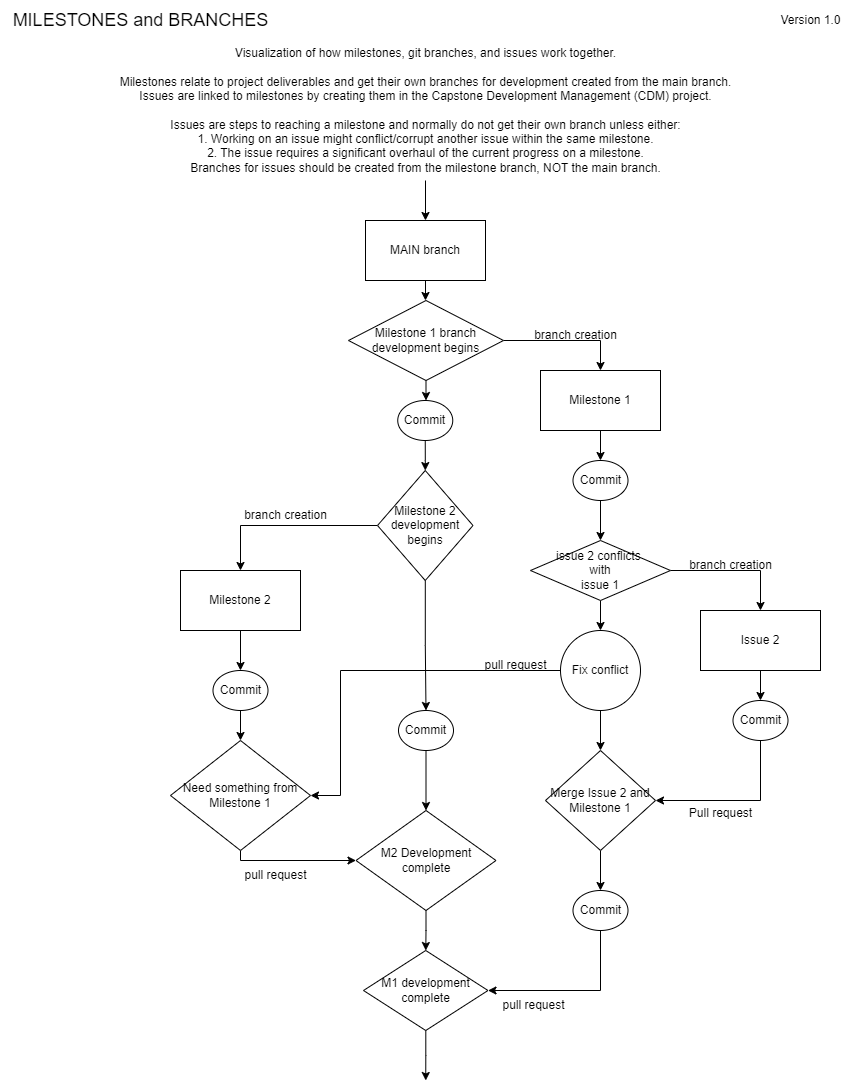 MILESTONES and BRANCHES
Version 1.0
Visualization of how milestones, git branches, and issues work together.
Milestones relate to project deliverables and get their own branches for development created from the main branch.
Issues are linked to milestones by creating them in the Capstone Development Management (CDM) project.
Issues are steps to reaching a milestone and normally do not get their own branch unless either:
1. Working on an issue might conflict/corrupt another issue within the same milestone.
2. The issue requires a significant overhaul of the current progress on a milestone.
Branches for issues should be created from the milestone branch, NOT the main branch.
MAIN branch
Milestone 1 branch
development begins
branch creation
Milestone 1
Commit
Commit
Milestone 2
development
begins
branch creation
issue 2 conflicts
with
issue 1
branch creation
Milestone 2
Issue 2
pull request
Fix conflict
Commit
Commit
Commit
Need something from
Milestone 1
Merge Issue 2 and
Milestone 1
Pull request
M2 Development
complete
pull request
Commit
M1 development
complete
pull request